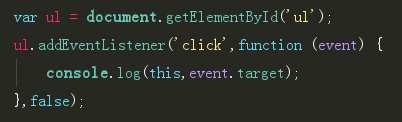 var ul = document.getElementById('ul');
ul.addEventListener('click',function (event) {
    console.log(this,event.target);
},false);